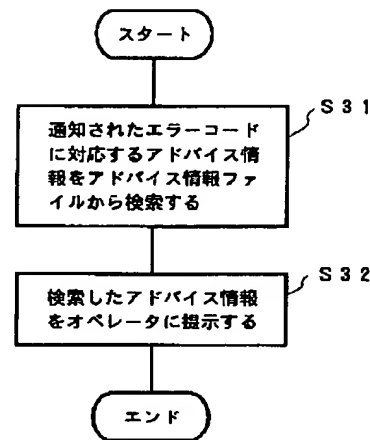 スタート
S31
通知されたエラーコード
に対応するアドバイス情
報をアドバイス情報ファ
イルから検索する
S32
検索したアドバイス情報
をオペレータに提示する
エンド